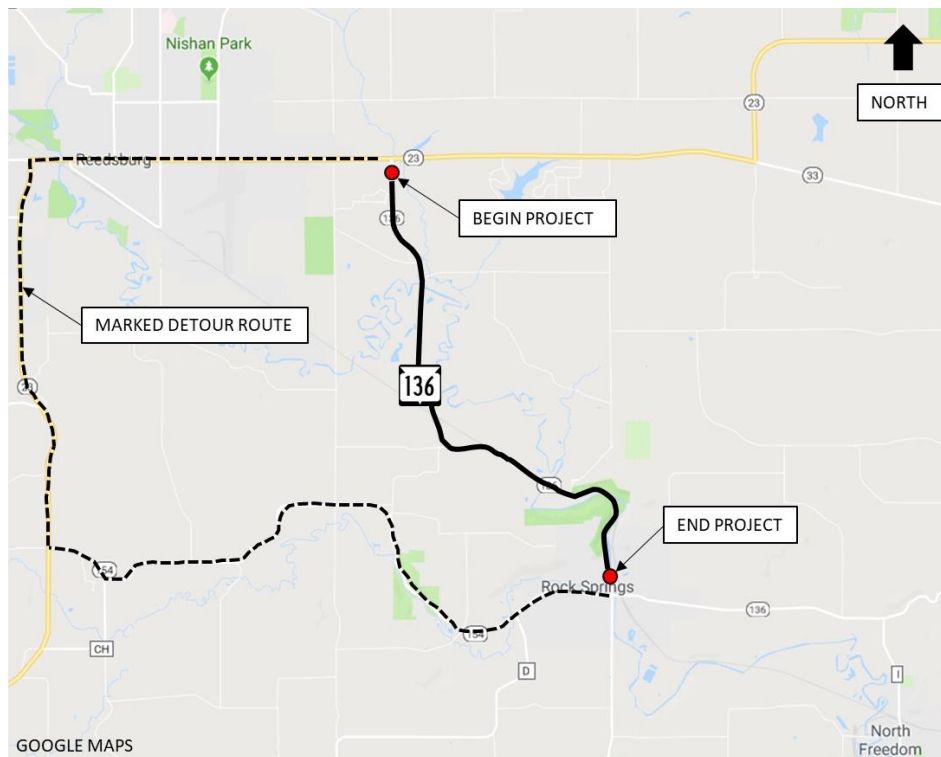 Nishan Park
NORTH
23
Reedsburg
23
33
136
BEGIN PROJECT
MARKED DETOUR ROUTE
136
23
136
END PROJECT
154
Rock Springs
136
154
CH
D
I
North
Freedom
GOOGLE MAPS